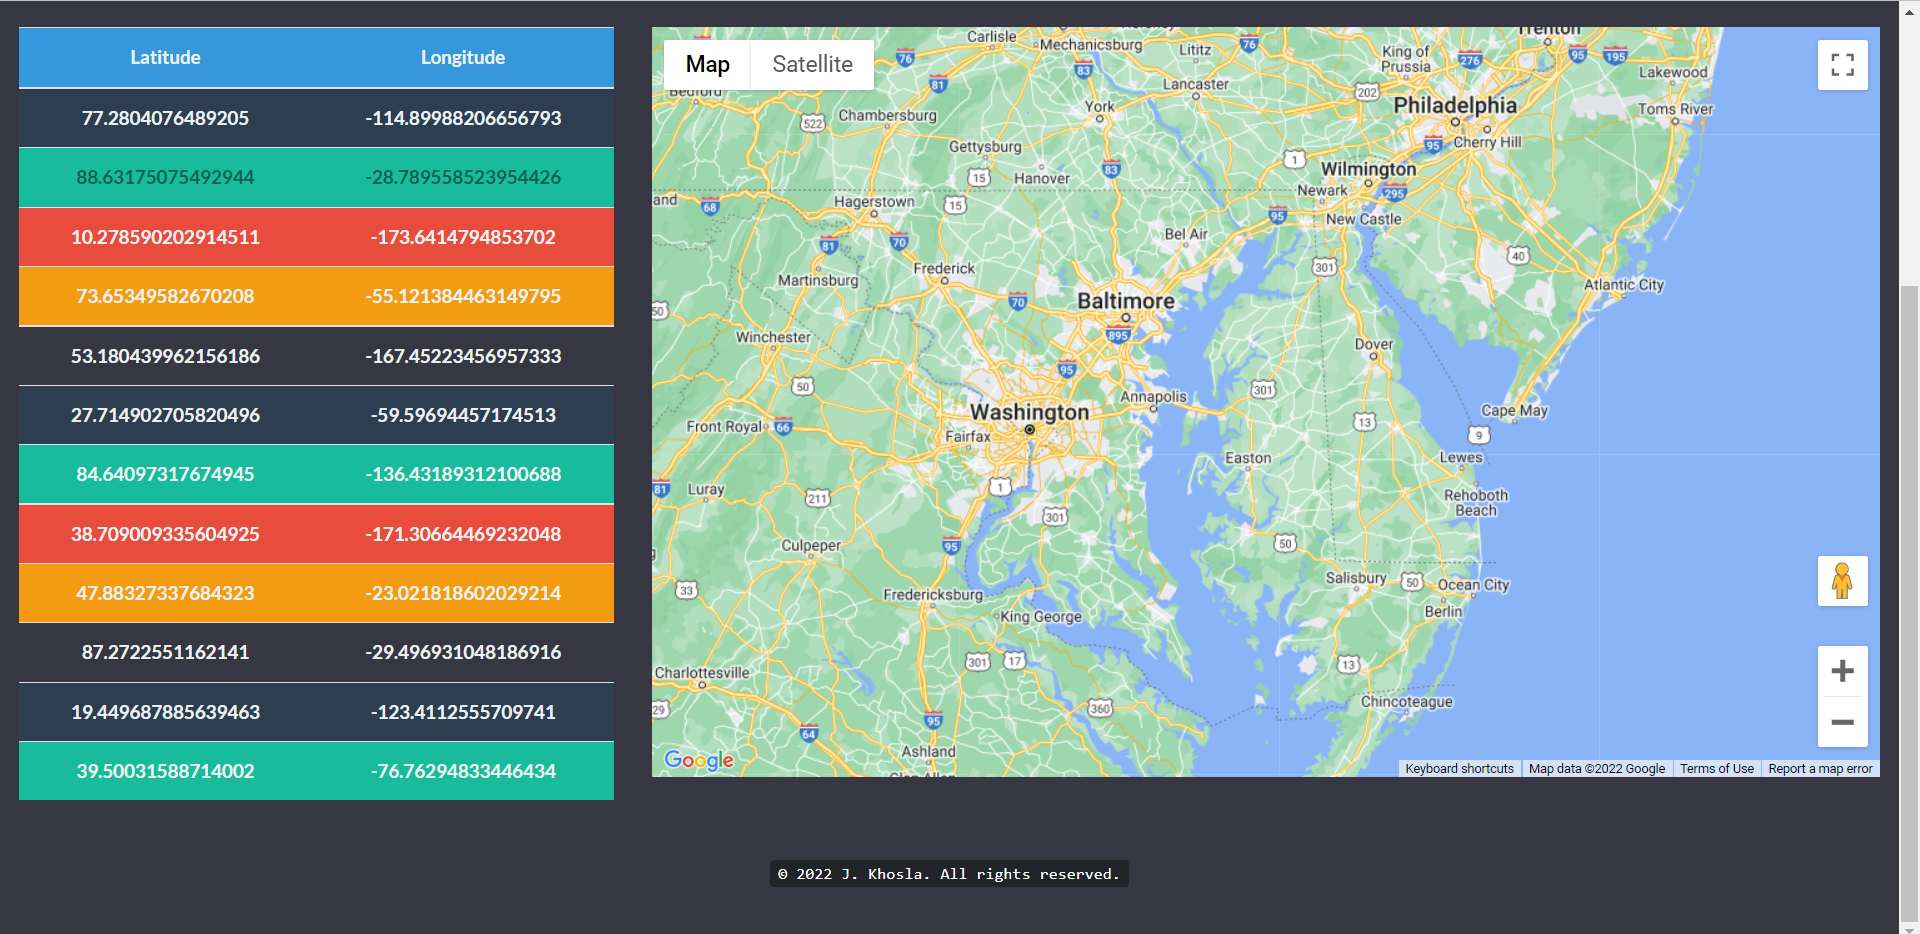 Latitude Longitude
77.2804076489205 -114.89988206656793
88.63175075492944 -28.789558523954426
10.278590202914511 -173.6414794853702
73.65349582670208 -55.121384463149795
53.180439962156186 -167.45223456957333
27.714902705820496 -59.59694457174513
84.64097317674945 -136.43189312100688
38.709009335604925 -171.30664469232048
47.88327337684323 -23.021818602029214
87.2722551162141 -29.496931048186916
19.449687885639463 -123.4112555709741
39.50031588714002 -76.76294833446434
Map Satellite
Carlisle
Mechanicsburg
Lititz
76
King of
Prussia
276
Trenton
95
195
Lakewood
76
83
81
Bedford
Lancaster
202
Philadelphia
Toms River
York
Chambersburg
522
Cherry Hill
95
Gettysburg
1
83
Wilmington
15
Hanover
Newark
295
68
Hagerstown
15
95
New Castle
81
70
Bel Air
40
301
Frederick
Martinsburg
Atlantic City
70
Baltimore
50
895
Winchester
Dover
95
50
301
Annapolis
Washington
Cape May
Front Royal
66
13
9
Fairfax
Easton
Lewes
81
Luray
211
1
Rehoboth
Beach
301
Culpeper
95
50
Salisbury
50
Ocean City
33
Fredericksburg
Berlin
King George
301
17
13
Charlottesville
Chincoteague
29
360
95
64
Ashland
Glen Allen
Google
Keyboard shortcuts Map data ©2022 Google Terms of Use Report a map error
© 2022 J. Khosla. All rights reserved.